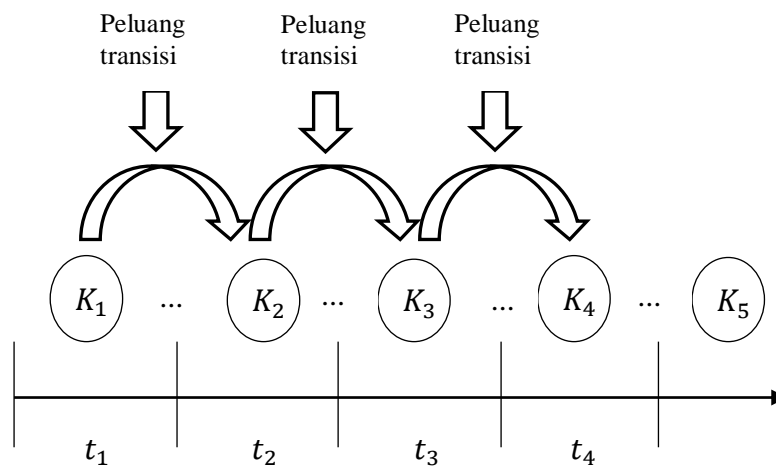 Peluang Peluang Peluang
transisi transisi transisi
K₁ ... K₂ ... K₃ ... K₄ ... K₅
t₁ t₂ t₃ t₄